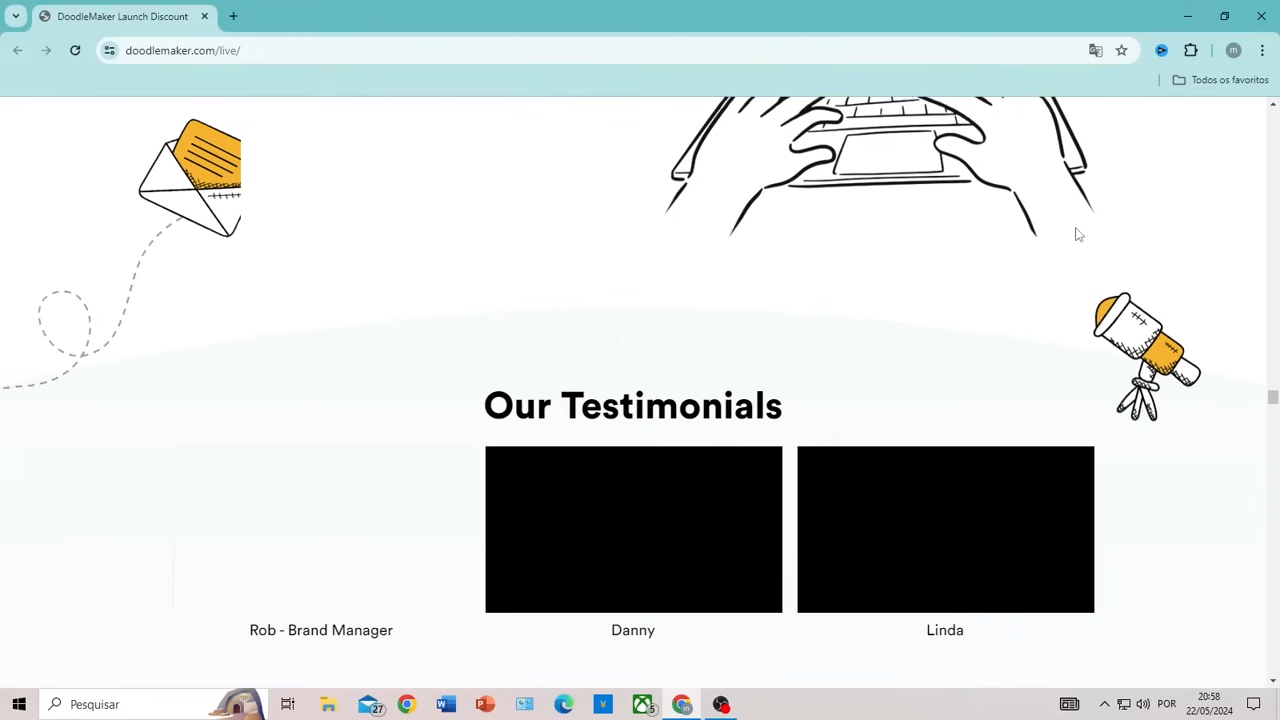 DoodleMaker Launch Discount
doodlemaker.com/live/
m
Todos os favoritos
Our Testimonials
Rob - Brand Manager
Danny
Linda
Pesquisar
27
5
POR
20:58
22/05/2024